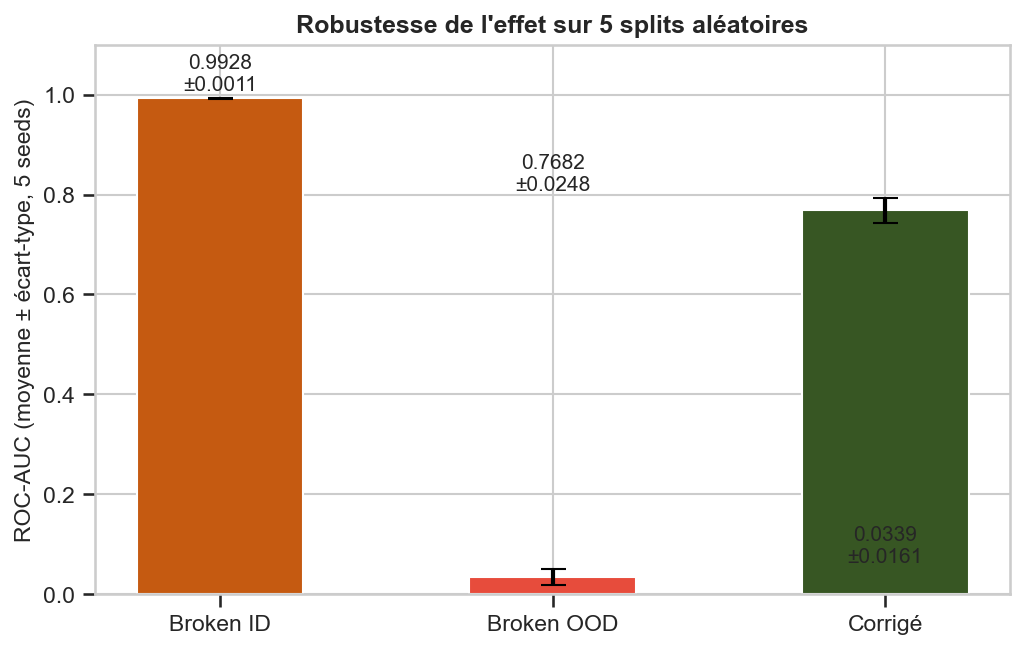 Robustesse de l'effet sur 5 splits aléatoires
ROC-AUC (moyenne ± écart-type, 5 seeds)
1.0
0.8
0.6
0.4
0.2
0.0
0.9928
±0.0011
0.7682
±0.0248
0.0339
±0.0161
Broken ID
Broken OOD
Corrigé